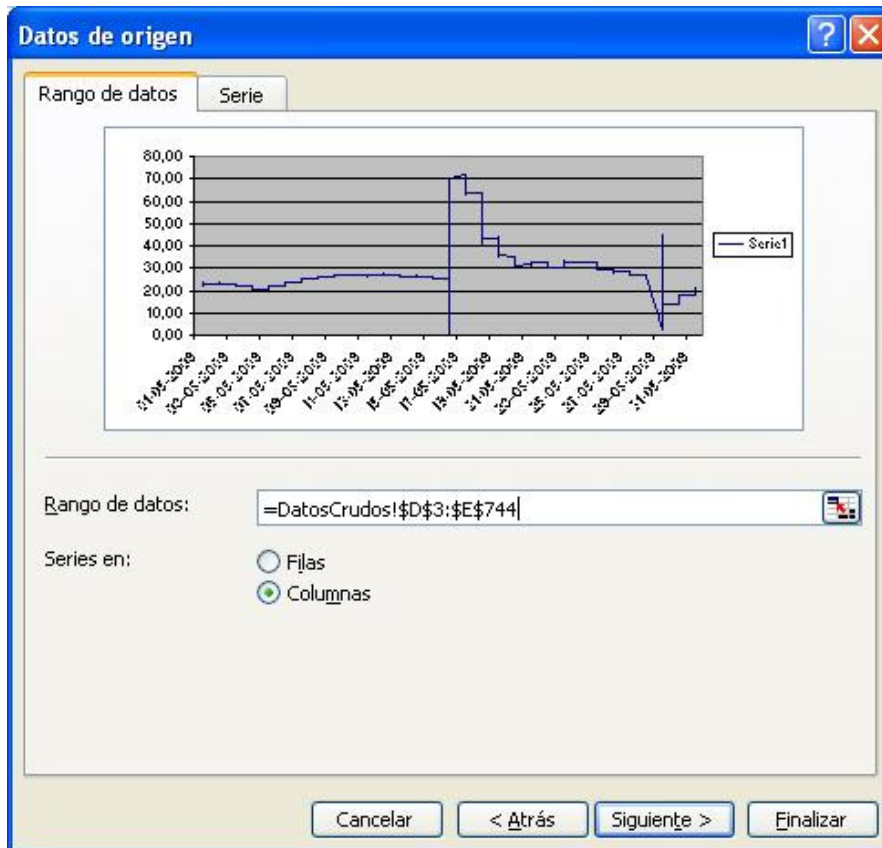 Datos de origen
Rango de datos
Serie
80,00
70,00
60,00
50,00
40,00
30,00
20,00
10,00
0,00
Serie1
Rango de datos:
=DatosCrudos!$D$3:$E$744
Series en:
Filas
Columnas
Cancelar
< Atrás
Siguiente >
Finalizar